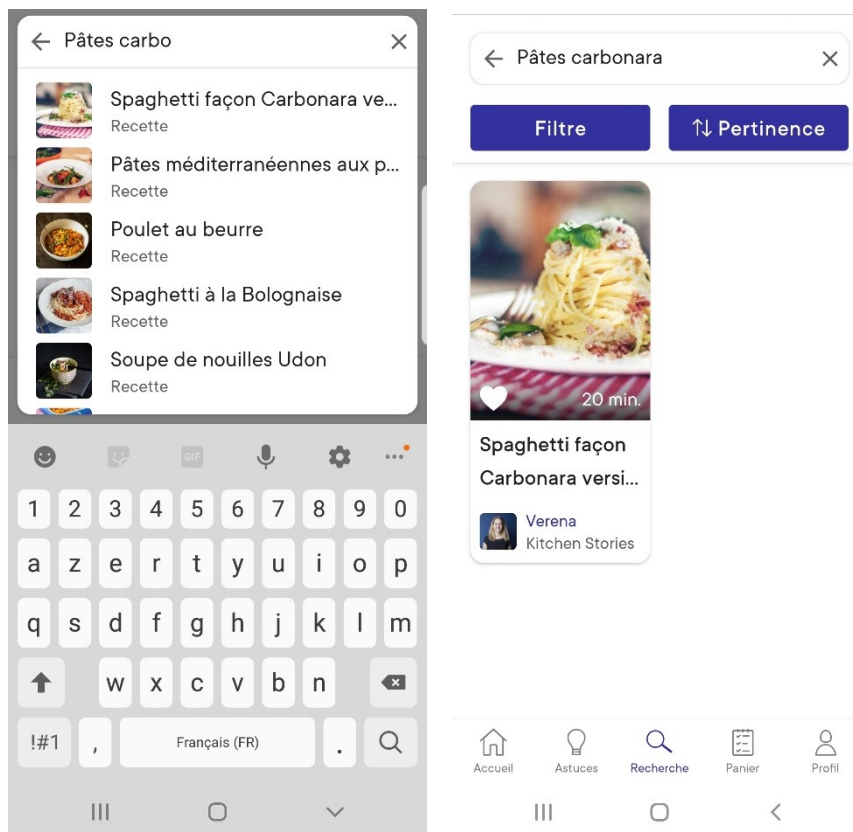 Pâtes carbo
Spaghetti façon Carbonara ve...
Recette
Pâtes méditerranéennes aux p...
Recette
Poulet au beurre
Recette
Spaghetti à la Bolognaise
Recette
Soupe de nouilles Udon
Recette
GIF
1 2 3 4 5 6 7 8 9 0
a z e r t y u i o p
q s d f g h j k l m
w x c v b n
!#1 , Français (FR) .
Pâtes carbonara
Filtre
Pertinence
20 min.
Spaghetti façon
Carbonara versi...
Verena
Kitchen Stories
Accueil Astuces Recherche Panier Profil